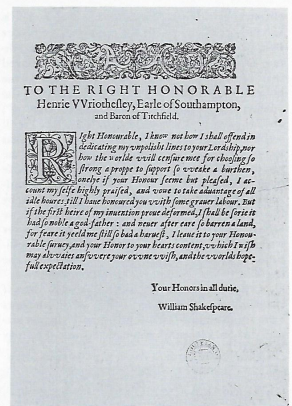 TO THE RIGHT HONORABLE
Henrie VVriothesley, Earle of Southampton,
and Baron of Titchfield.
Right Honourable, I know not how I shall offend in
dedicating my vnpolisht lines to your Lordship, nor
how the worlde vvill censure mee for choosing so
strong a proppe to support so vveake a burthen,
onelye if your Honour seeme but pleased, I ac-
count my selfe highly praised, and vowe to take aduantage of all
idle houres, till I haue honoured you vvith some grauer labour. But
if the first heire of my inuention proue deformed, I shall be sorie it
had so noble a god-father : and neuer after eare so barren a land,
for feare it yeeld me still so bad a haruest, I leaue it to your Honou-
rable suruey, and your Honor to your hearts content, vvhich I wish
may alvvaies ansvvere your ovvne vvish, and the vvorlds hope-
full expectation.
Your Honors in all dutie,
William Shakespeare.